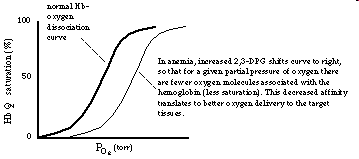 normal Hb-
oxygen
dissociation
curve
100
50
0
Hb O2 saturation (%)
In anemia, increased 2,3-DPG shifts curve to right,
so that for a given partial pressure of oxygen there
are fewer oxygen molecules associated with the
hemoglobin (less saturation). This decreased affinity
translates to better oxygen delivery to the target
tissues.
PO2 (torr)